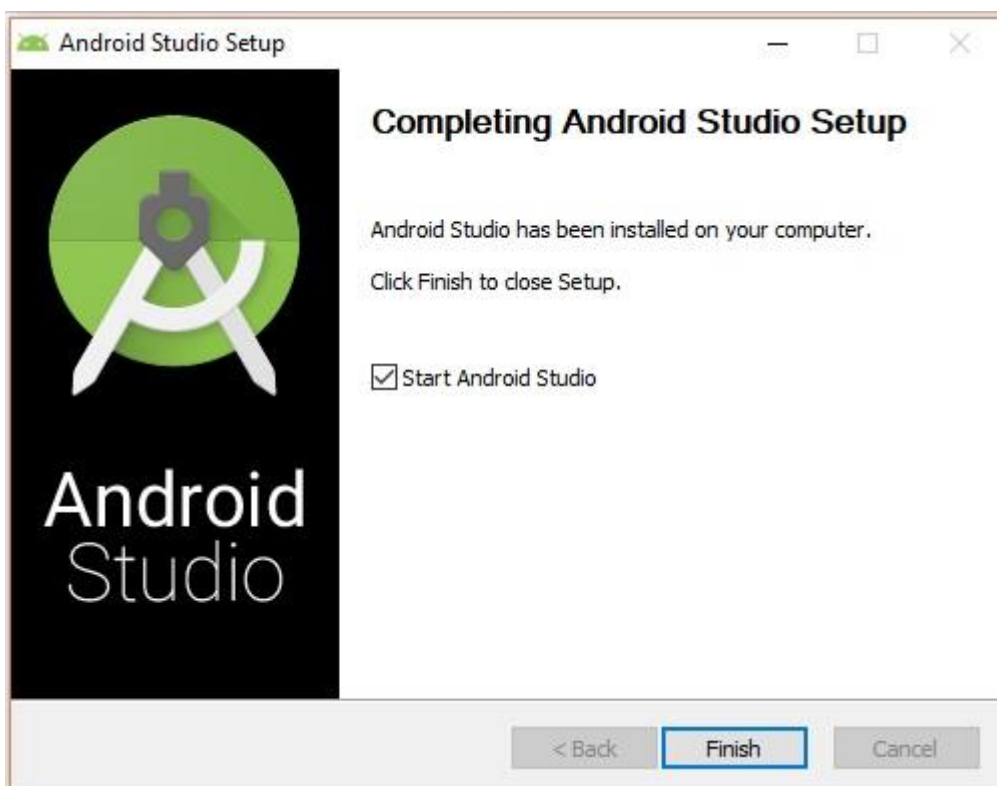 Android Studio Setup
Completing Android Studio Setup
Android Studio has been installed on your computer.
Click Finish to close Setup.
Start Android Studio
Android
Studio
< Back
Finish
Cancel